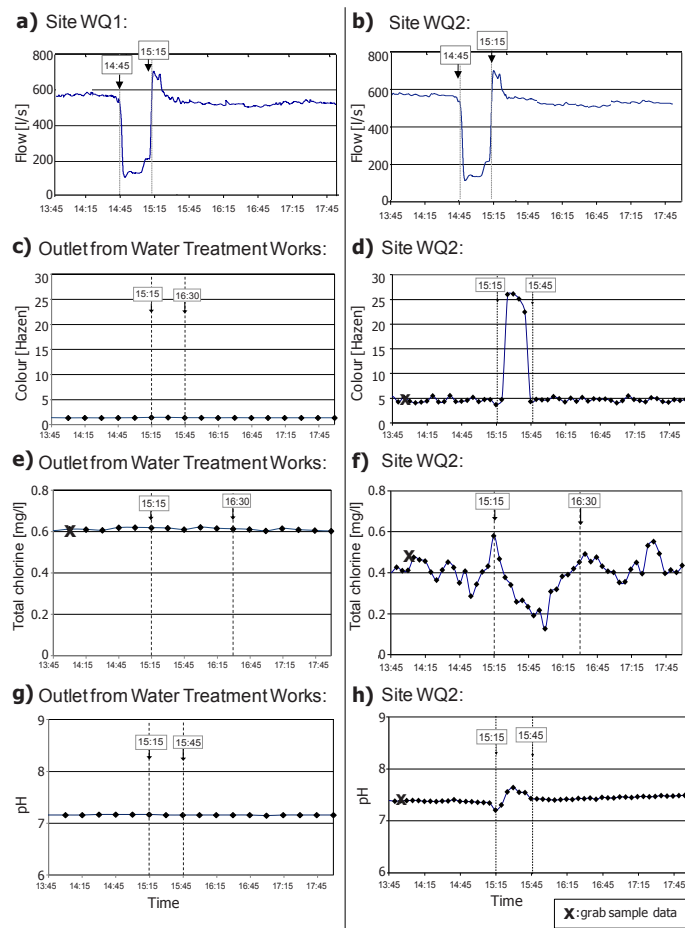 a) Site WQ1:
800
600
400
200
0
Flow [l/s]
14:45
15:15
13:45 14:15 14:45 15:15 15:45 16:15 16:45 17:15 17:45
b) Site WQ2:
800
600
400
200
0
Flow [l/s]
14:45
15:15
13:45 14:15 14:45 15:15 15:45 16:15 16:45 17:15 17:45
c) Outlet from Water Treatment Works:
30
25
20
15
10
5
0
Colour [Hazen]
15:15
16:30
13:45 14:15 14:45 15:15 15:45 16:15 16:45 17:15 17:45
d) Site WQ2:
30
25
20
15
10
5
0
Colour [Hazen]
15:15
15:45
X
13:45 14:15 14:45 15:15 15:45 16:15 16:45 17:15 17:45
e) Outlet from Water Treatment Works:
0.8
0.6
0.4
0.2
0
Total chlorine [mg/l]
15:15
16:30
X
13:45 14:15 14:45 15:15 15:45 16:15 16:45 17:15 17:45
f) Site WQ2:
0.8
0.6
0.4
0.2
0
Total chlorine [mg/l]
15:15
16:30
X
13:45 14:15 14:45 15:15 15:45 16:15 16:45 17:15 17:45
g) Outlet from Water Treatment Works:
9
8
7
6
pH
15:15
15:45
13:45 14:15 14:45 15:15 15:45 16:15 16:45 17:15 17:45
Time
h) Site WQ2:
9
8
7
6
pH
15:15
15:45
X
13:45 14:15 14:45 15:15 15:45 16:15 16:45 17:15 17:45
Time
X:grab sample data